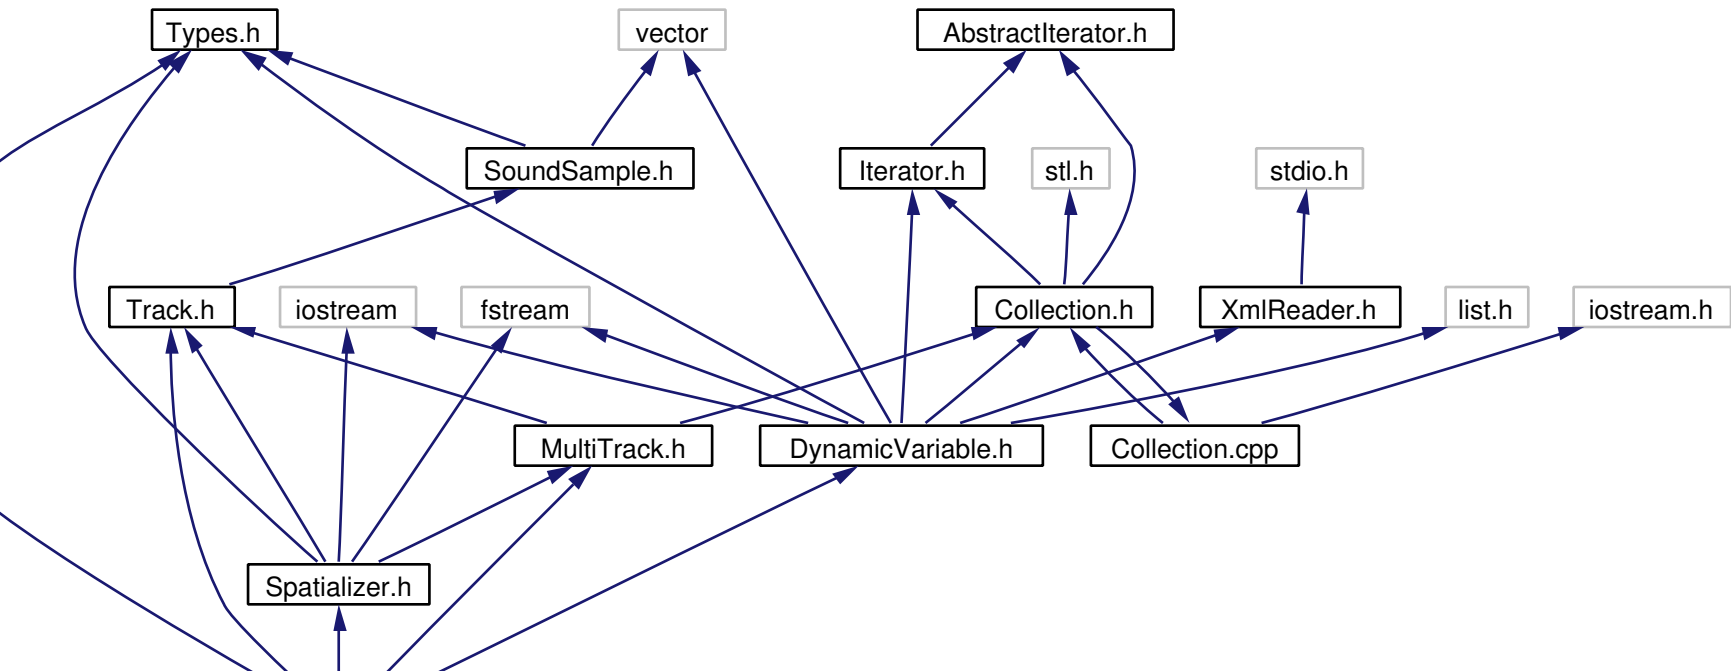 Types.h
vector
AbstractIterator.h
SoundSample.h
Iterator.h
stl.h
stdio.h
Track.h
iostream
fstream
Collection.h
XmlReader.h
list.h
iostream.h
MultiTrack.h
DynamicVariable.h
Collection.cpp
Spatializer.h